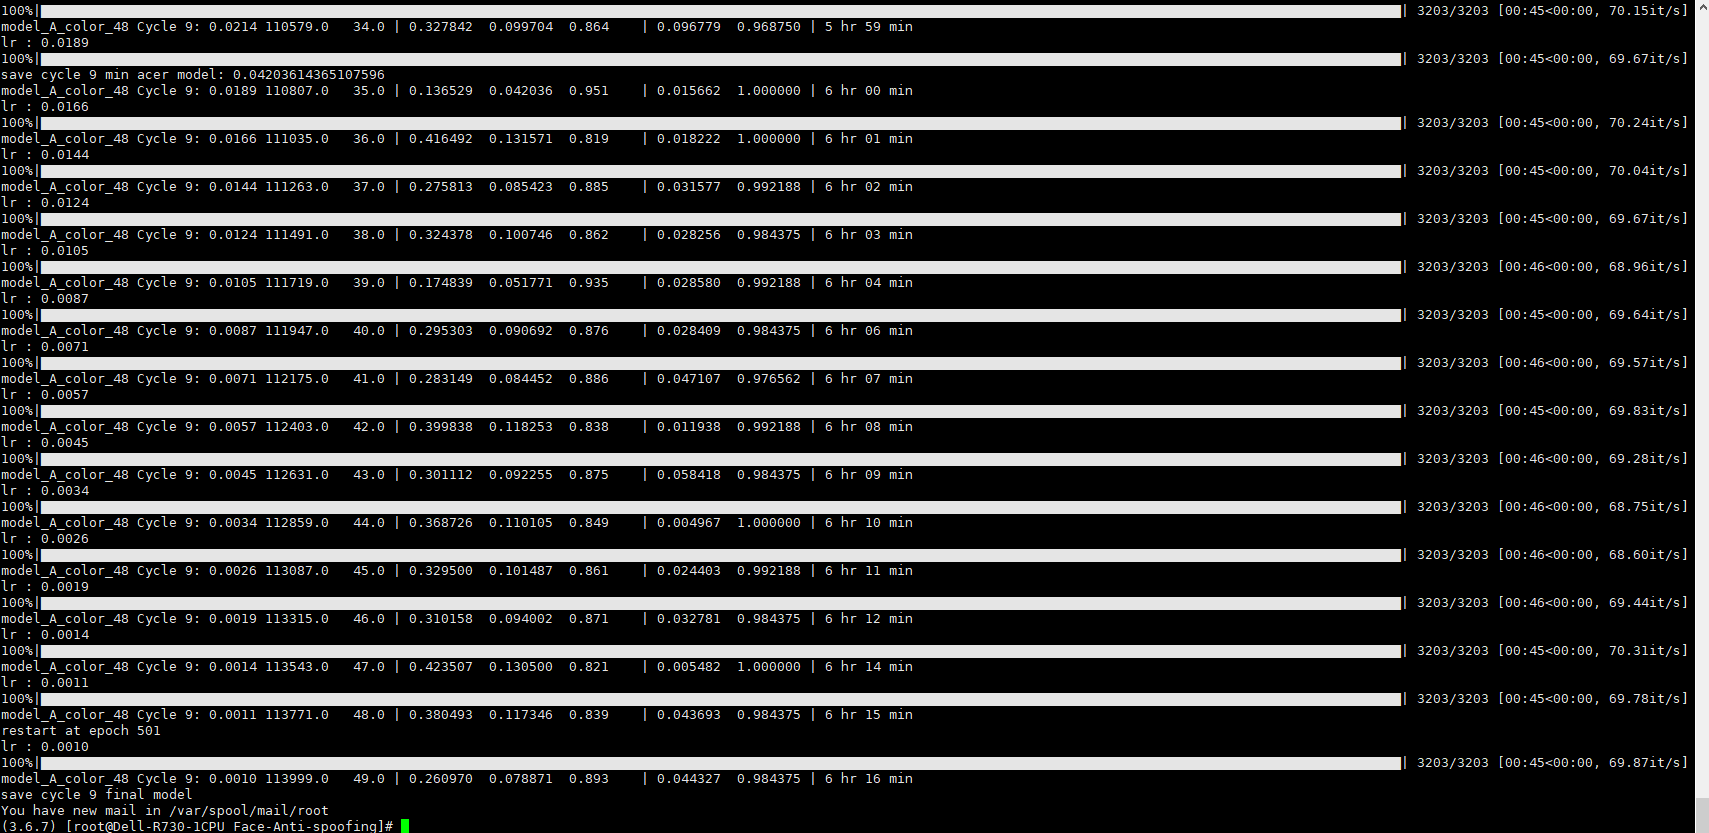 100%| | 3203/3203 [00:45<00:00, 70.15it/s]
model_A_color_48 Cycle 9: 0.0214 110579.0   34.0 | 0.327842  0.099704  0.864    | 0.096779  0.968750 | 5 hr 59 min
lr : 0.0189
100%| | 3203/3203 [00:45<00:00, 69.67it/s]
save cycle 9 min acer model: 0.04203614365107596
model_A_color_48 Cycle 9: 0.0189 110807.0   35.0 | 0.136529  0.042036  0.951    | 0.015662  1.000000 | 6 hr 00 min
lr : 0.0166
100%| | 3203/3203 [00:45<00:00, 70.24it/s]
model_A_color_48 Cycle 9: 0.0166 111035.0   36.0 | 0.416492  0.131571  0.819    | 0.018222  1.000000 | 6 hr 01 min
lr : 0.0144
100%| | 3203/3203 [00:45<00:00, 70.04it/s]
model_A_color_48 Cycle 9: 0.0144 111263.0   37.0 | 0.275813  0.085423  0.885    | 0.031577  0.992188 | 6 hr 02 min
lr : 0.0124
100%| | 3203/3203 [00:45<00:00, 69.67it/s]
model_A_color_48 Cycle 9: 0.0124 111491.0   38.0 | 0.324378  0.100746  0.862    | 0.028256  0.984375 | 6 hr 03 min
lr : 0.0105
100%| | 3203/3203 [00:46<00:00, 68.96it/s]
model_A_color_48 Cycle 9: 0.0105 111719.0   39.0 | 0.174839  0.051771  0.935    | 0.028580  0.992188 | 6 hr 04 min
lr : 0.0087
100%| | 3203/3203 [00:45<00:00, 69.64it/s]
model_A_color_48 Cycle 9: 0.0087 111947.0   40.0 | 0.295303  0.090692  0.876    | 0.028409  0.984375 | 6 hr 06 min
lr : 0.0071
100%| | 3203/3203 [00:46<00:00, 69.57it/s]
model_A_color_48 Cycle 9: 0.0071 112175.0   41.0 | 0.283149  0.084452  0.886    | 0.047107  0.976562 | 6 hr 07 min
lr : 0.0057
100%| | 3203/3203 [00:45<00:00, 69.83it/s]
model_A_color_48 Cycle 9: 0.0057 112403.0   42.0 | 0.399838  0.118253  0.838    | 0.011938  0.992188 | 6 hr 08 min
lr : 0.0045
100%| | 3203/3203 [00:46<00:00, 69.28it/s]
model_A_color_48 Cycle 9: 0.0045 112631.0   43.0 | 0.301112  0.092255  0.875    | 0.058418  0.984375 | 6 hr 09 min
lr : 0.0034
100%| | 3203/3203 [00:46<00:00, 68.75it/s]
model_A_color_48 Cycle 9: 0.0034 112859.0   44.0 | 0.368726  0.110105  0.849    | 0.004967  1.000000 | 6 hr 10 min
lr : 0.0026
100%| | 3203/3203 [00:46<00:00, 68.60it/s]
model_A_color_48 Cycle 9: 0.0026 113087.0   45.0 | 0.329500  0.101487  0.861    | 0.024403  0.992188 | 6 hr 11 min
lr : 0.0019
100%| | 3203/3203 [00:46<00:00, 69.44it/s]
model_A_color_48 Cycle 9: 0.0019 113315.0   46.0 | 0.310158  0.094002  0.871    | 0.032781  0.984375 | 6 hr 12 min
lr : 0.0014
100%| | 3203/3203 [00:45<00:00, 70.31it/s]
model_A_color_48 Cycle 9: 0.0014 113543.0   47.0 | 0.423507  0.130500  0.821    | 0.005482  1.000000 | 6 hr 14 min
lr : 0.0011
100%| | 3203/3203 [00:45<00:00, 69.78it/s]
model_A_color_48 Cycle 9: 0.0011 113771.0   48.0 | 0.380493  0.117346  0.839    | 0.043693  0.984375 | 6 hr 15 min
restart at epoch 501
lr : 0.0010
100%| | 3203/3203 [00:45<00:00, 69.87it/s]
model_A_color_48 Cycle 9: 0.0010 113999.0   49.0 | 0.260970  0.078871  0.893    | 0.044327  0.984375 | 6 hr 16 min
save cycle 9 final model
You have new mail in /var/spool/mail/root
(3.6.7) [root@Dell-R730-1CPU Face-Anti-spoofing]#